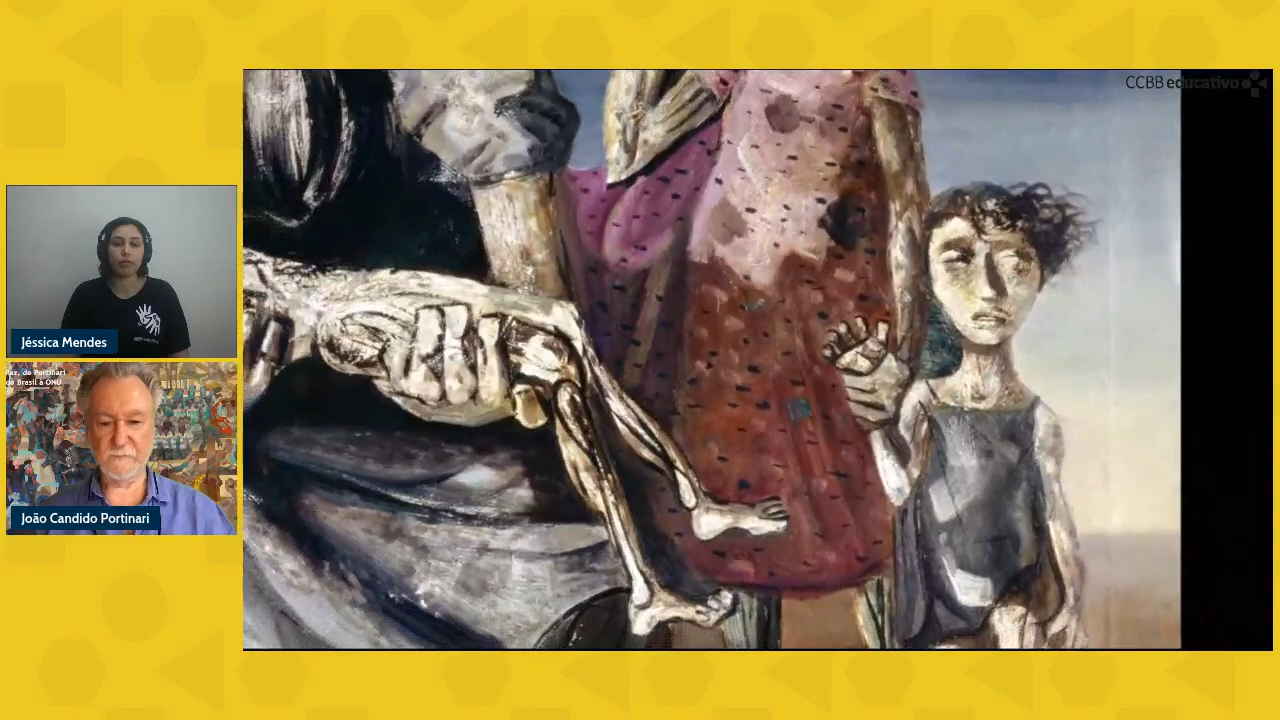 CCBB educativo
Jéssica Mendes
Paz, de Portinari
do Brasil à ONU
João Candido Portinari